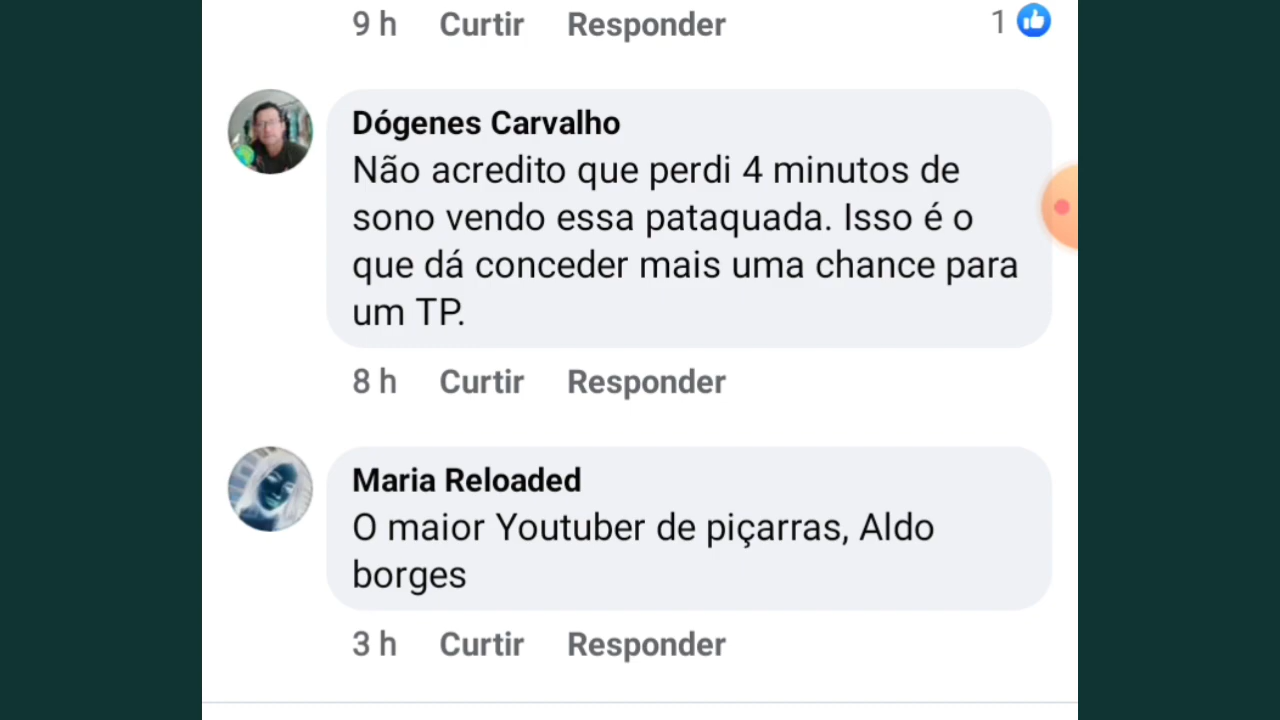 9 h Curtir Responder 1
Dógenes Carvalho
Não acredito que perdi 4 minutos de
sono vendo essa pataquada. Isso é o
que dá conceder mais uma chance para
um TP.
8 h Curtir Responder
Maria Reloaded
O maior Youtuber de piçarras, Aldo
borges
3 h Curtir Responder